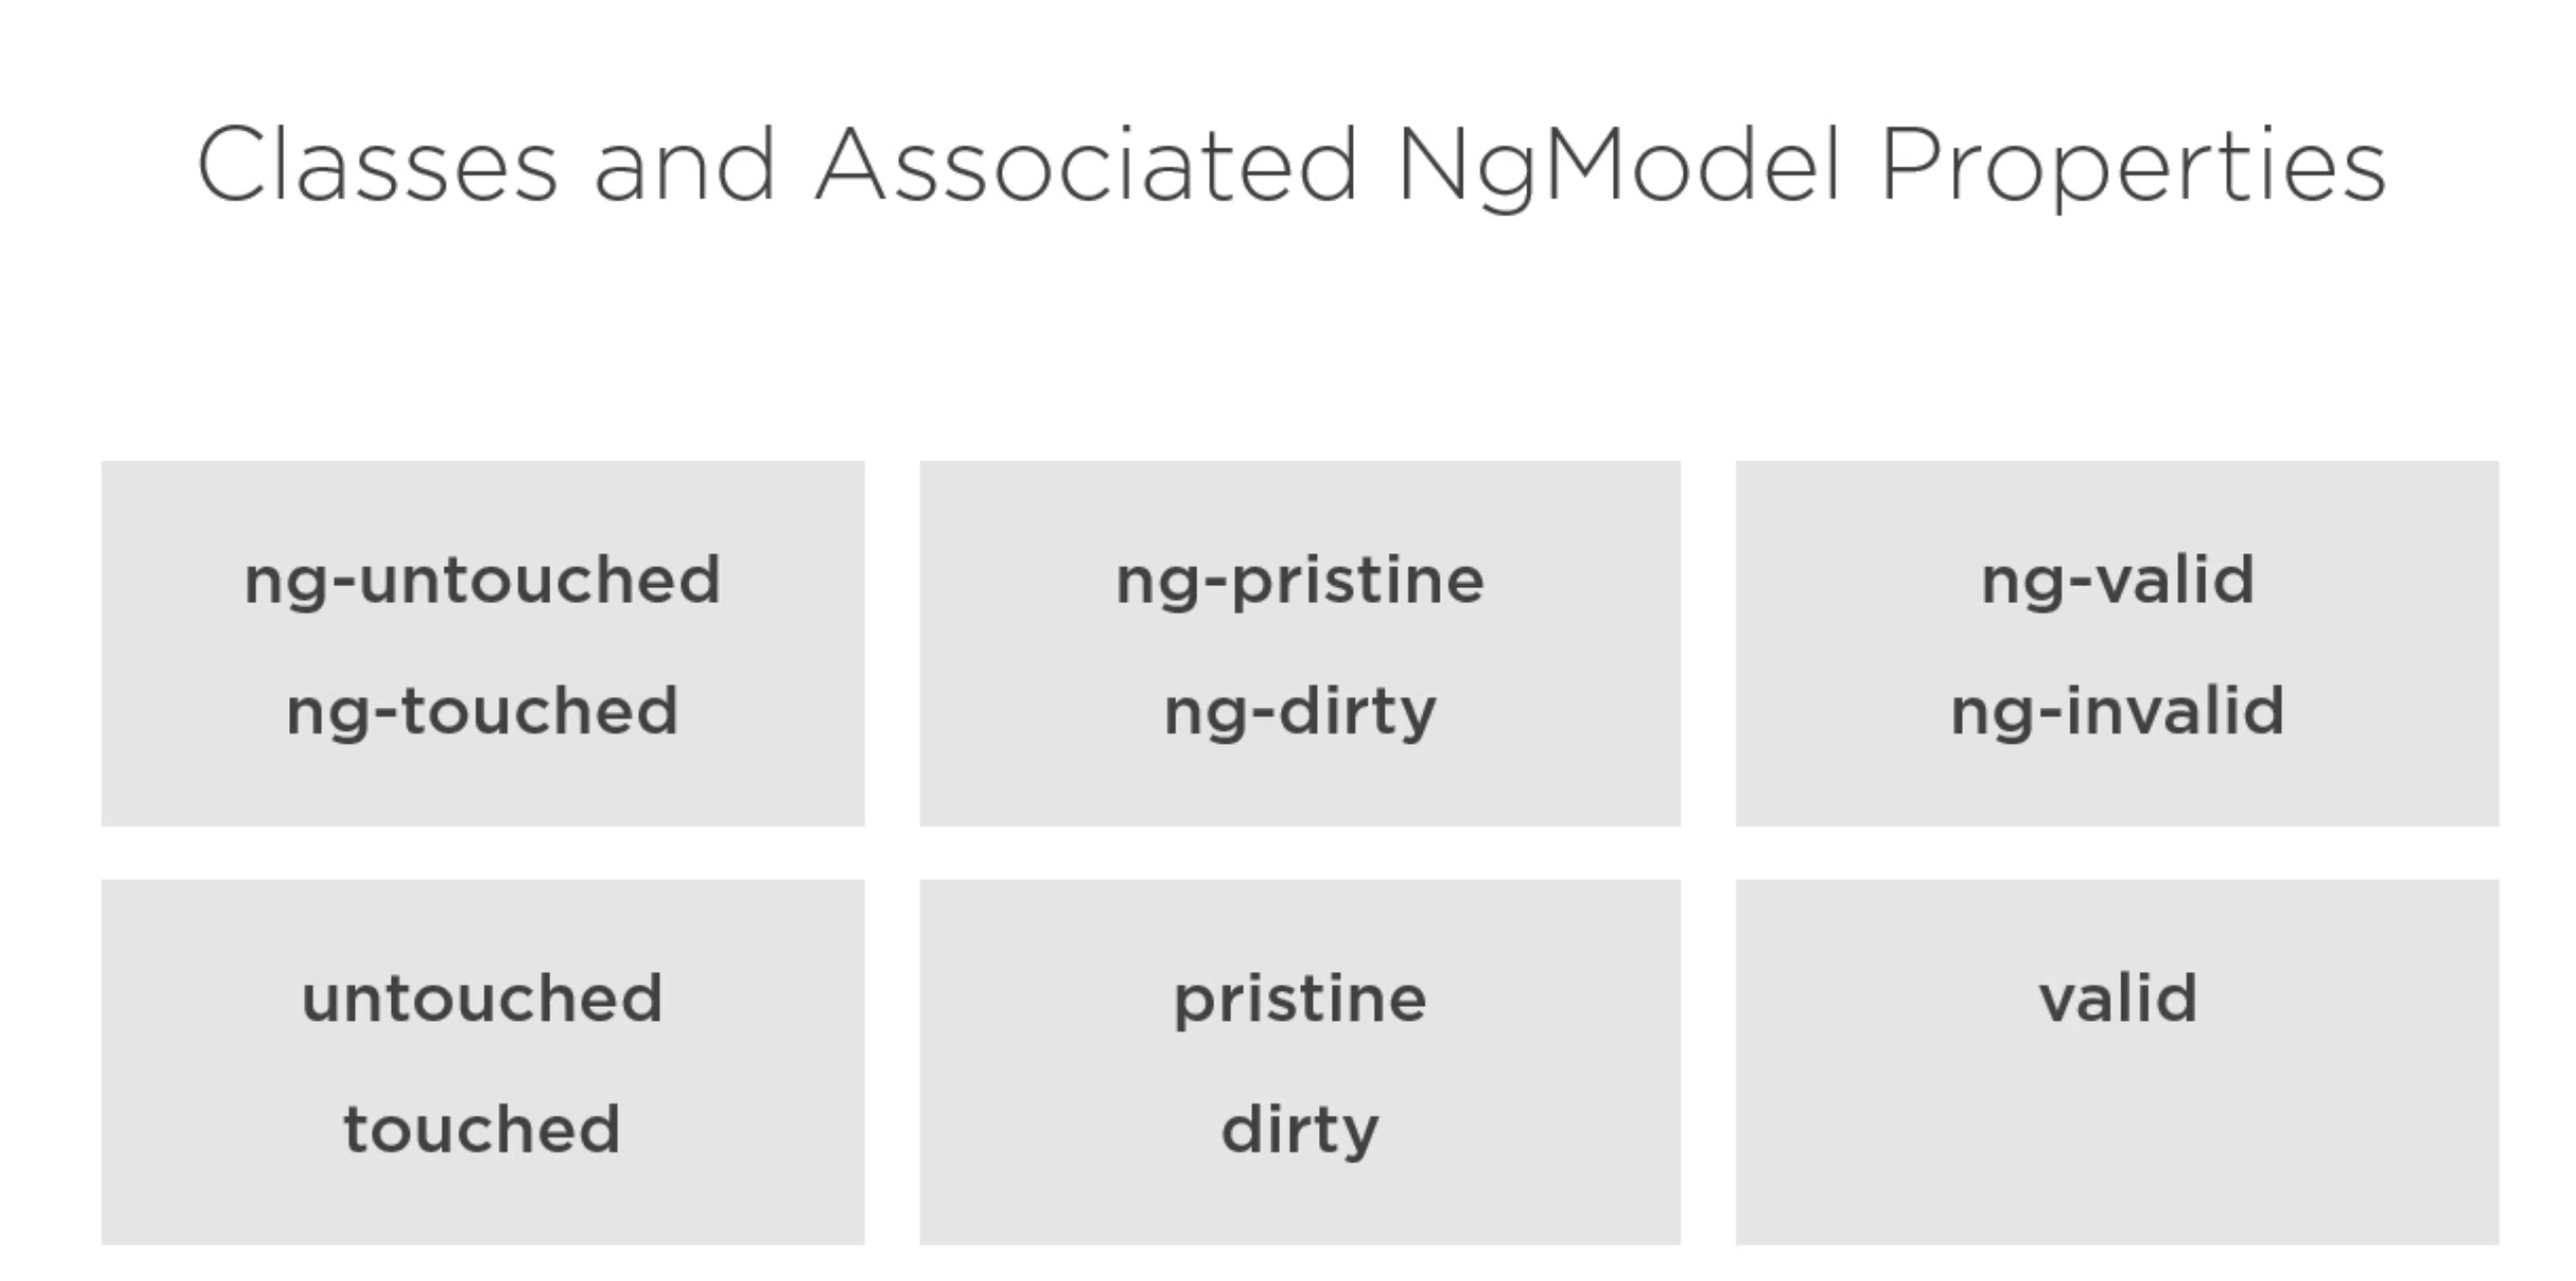 Classes and Associated NgModel Properties
ng-untouched
ng-touched
ng-pristine
ng-dirty
ng-valid
ng-invalid
untouched
touched
pristine
dirty
valid